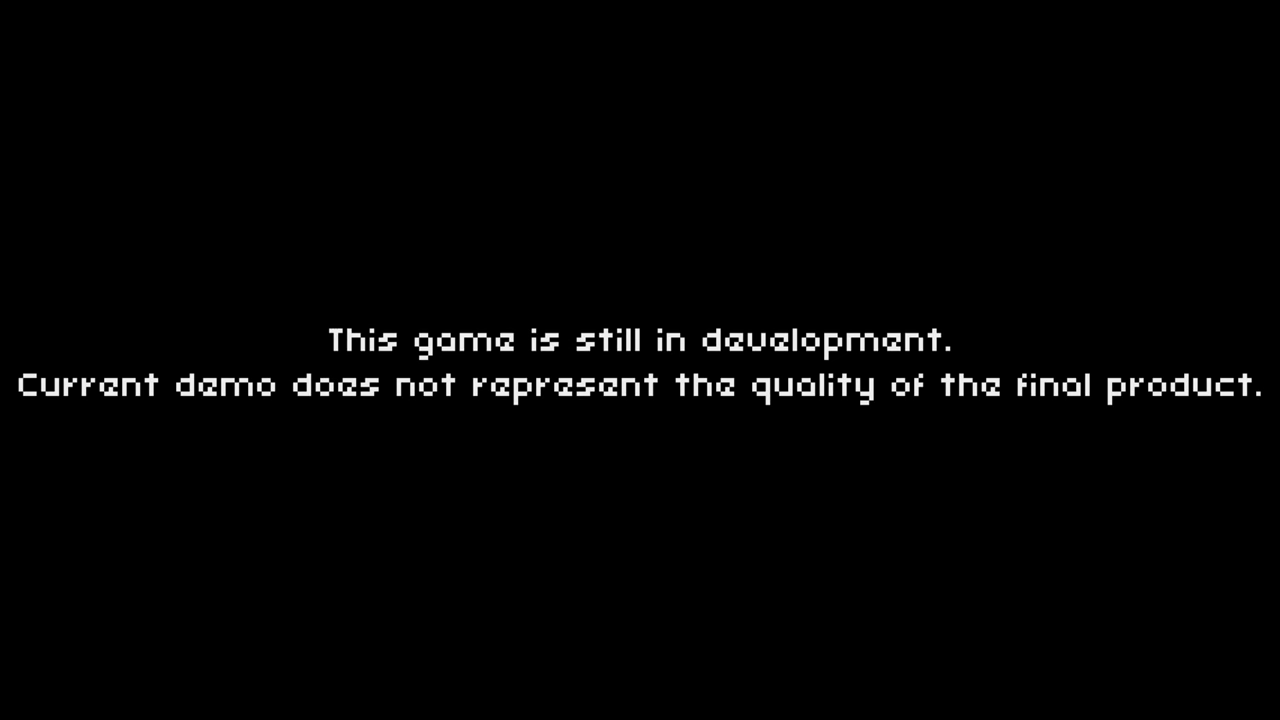 This game is still in development.
Current demo does not represent the quality of the final product.